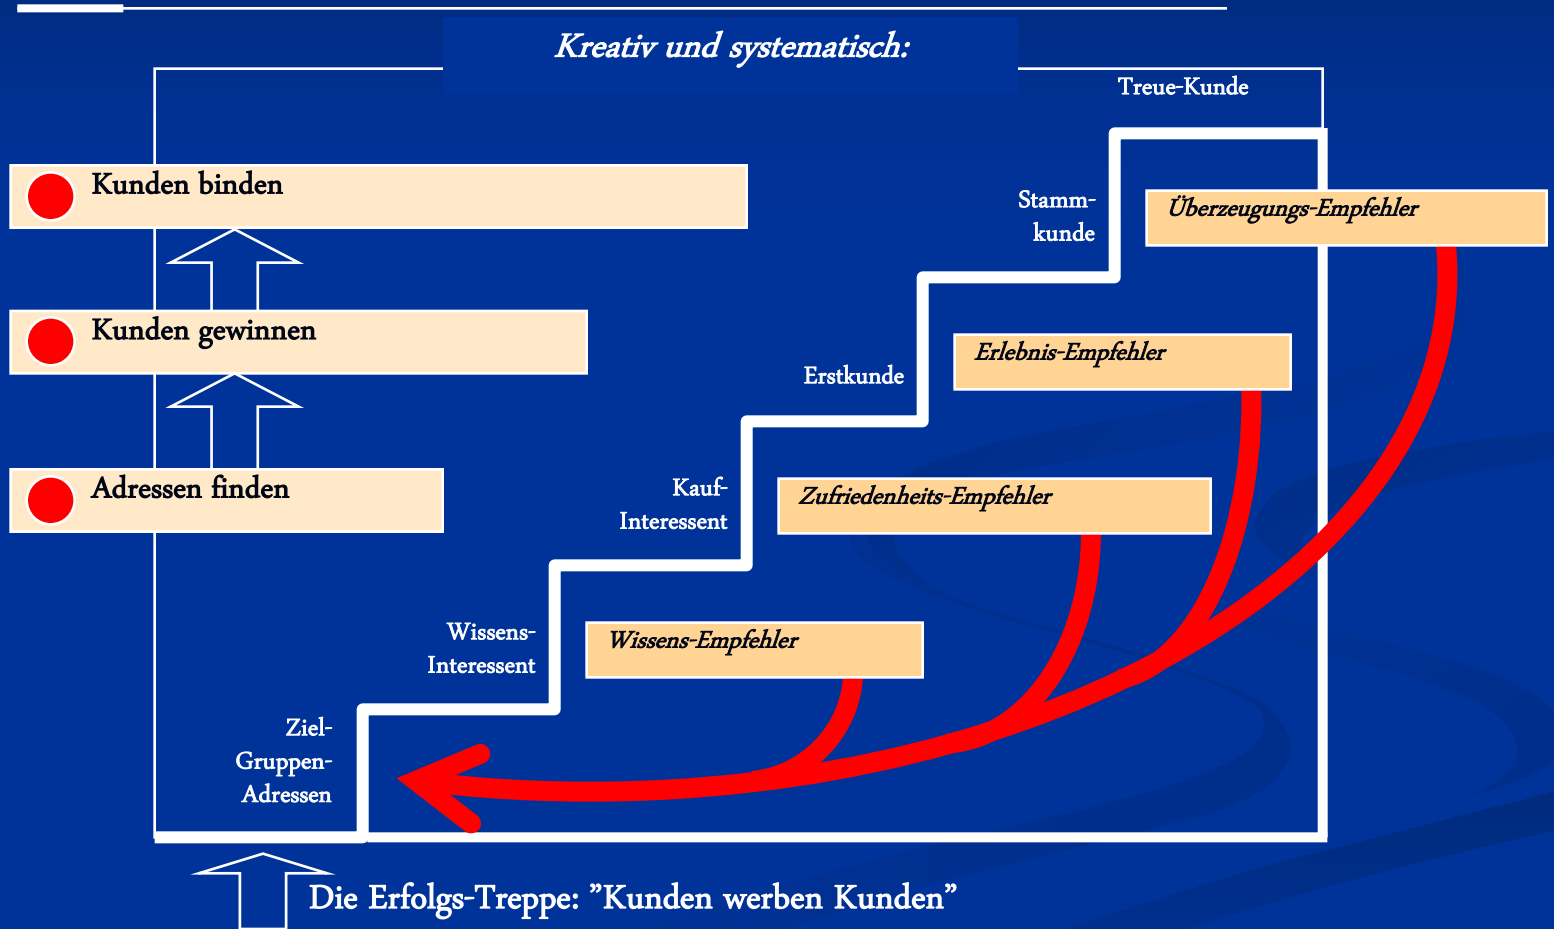 Kreativ und systematisch:
Treue-Kunde
Kunden binden
Stamm-
kunde
Überzeugungs-Empfehler
Kunden gewinnen
Erstkunde
Erlebnis-Empfehler
Adressen finden
Kauf-
Interessent
Zufriedenheits-Empfehler
Wissens-
Interessent
Wissens-Empfehler
Ziel-
Gruppen-
Adressen
Die Erfolgs-Treppe: ”Kunden werben Kunden”